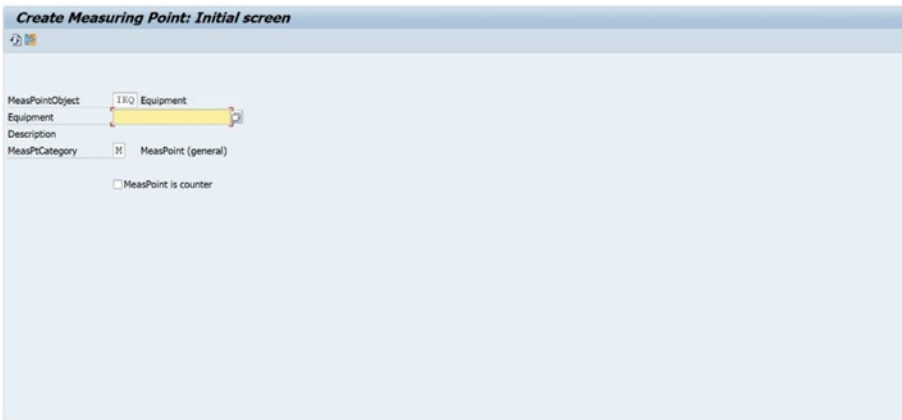 Create Measuring Point: Initial screen
MeasPointObject IEQ Equipment
Equipment
Description
MeasPtCategory M MeasPoint (general)
MeasPoint is counter